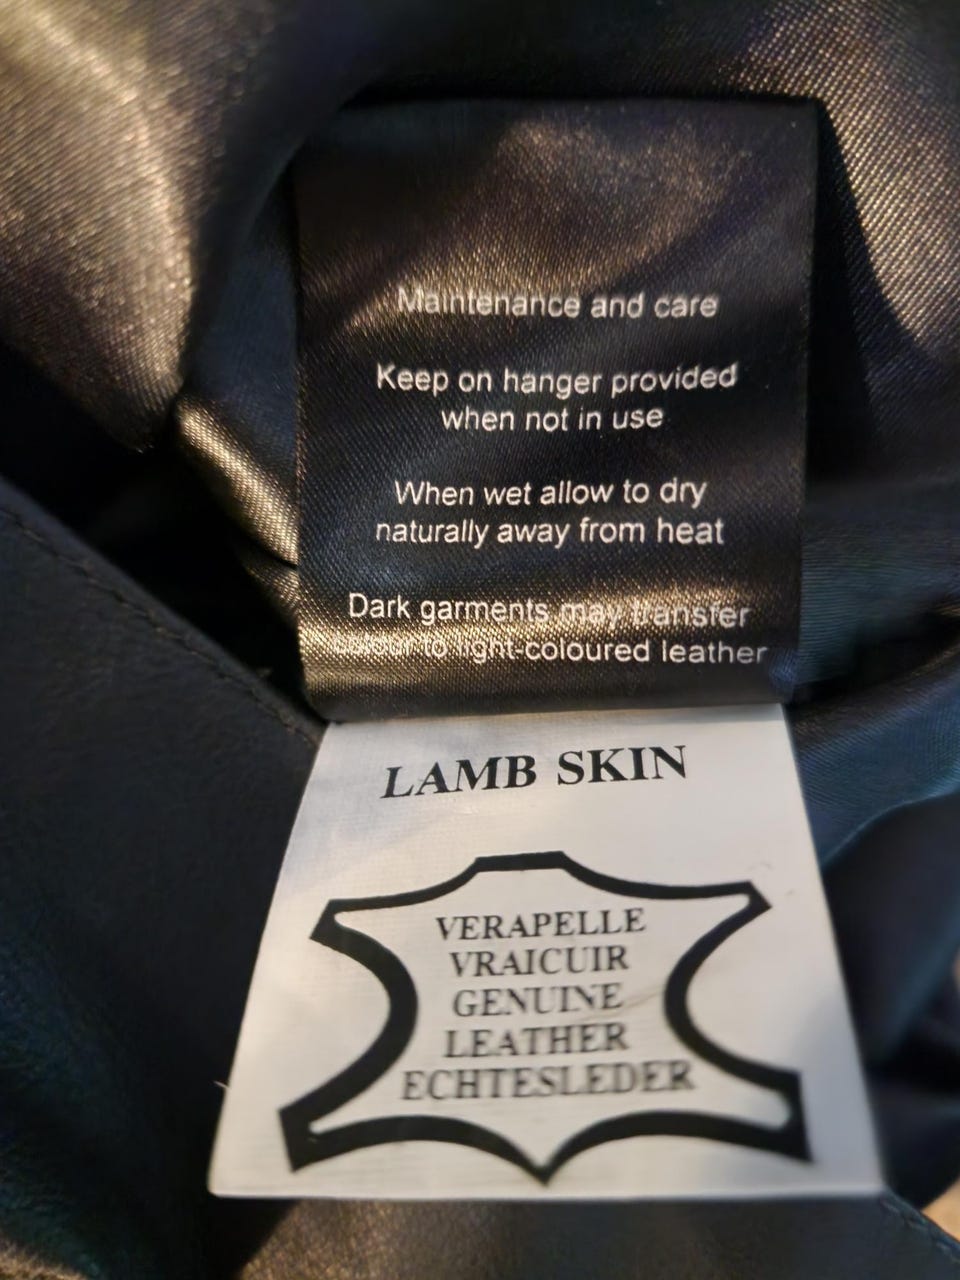 Maintenance and care
Keep on hanger provided
when not in use
When wet allow to dry
naturally away from heat
Dark garments may transfer
colour to light-coloured leather
LAMB SKIN
VERAPELLE
VRAICUIR
GENUINE
LEATHER
ECHTESLEDER